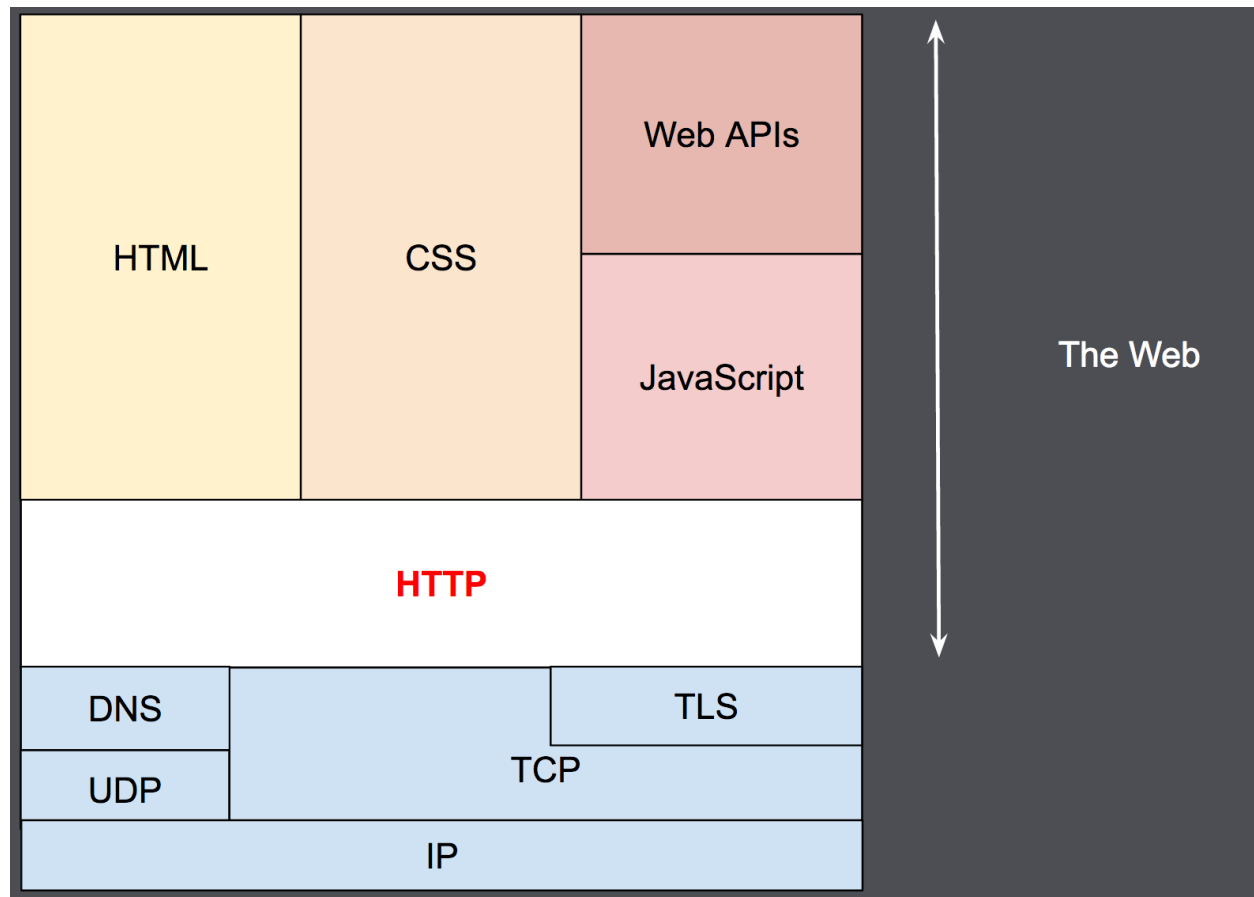 Web APIs
HTML
CSS
The Web
JavaScript
HTTP
DNS
TLS
TCP
UDP
IP